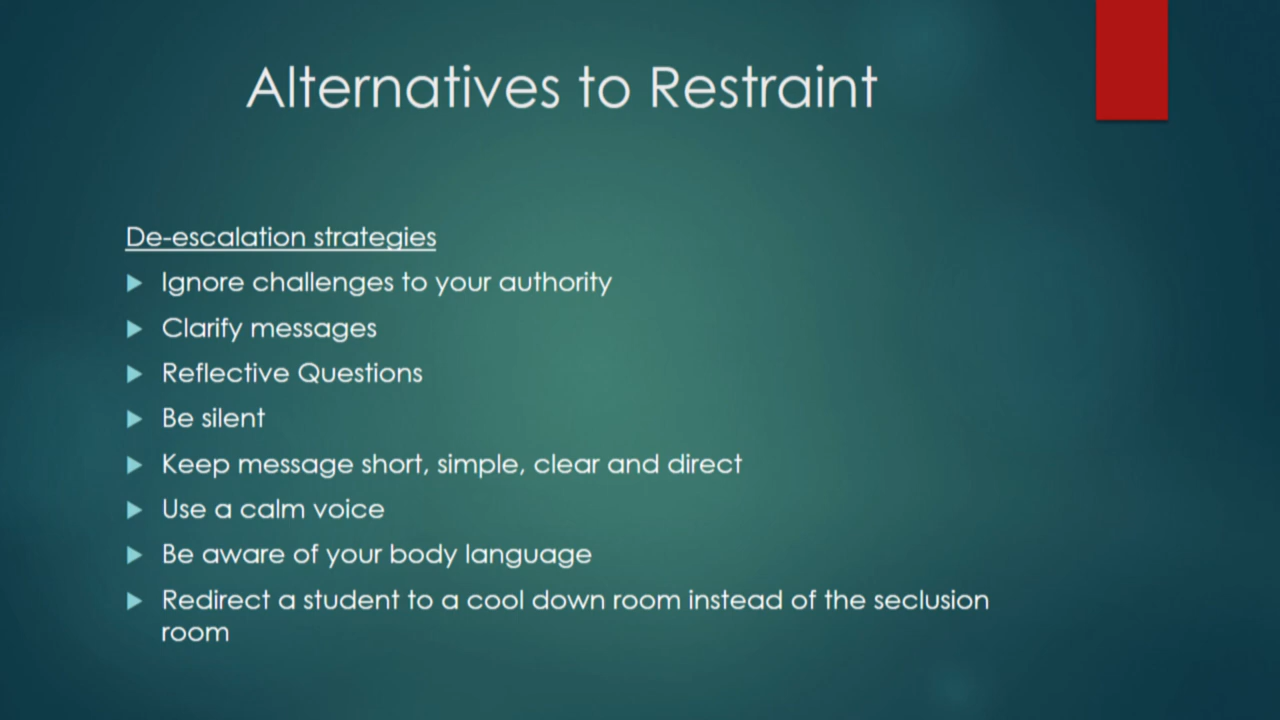 Alternatives to Restraint
De-escalation strategies
Ignore challenges to your authority
Clarify messages
Reflective Questions
Be silent
Keep message short, simple, clear and direct
Use a calm voice
Be aware of your body language
Redirect a student to a cool down room instead of the seclusion
room